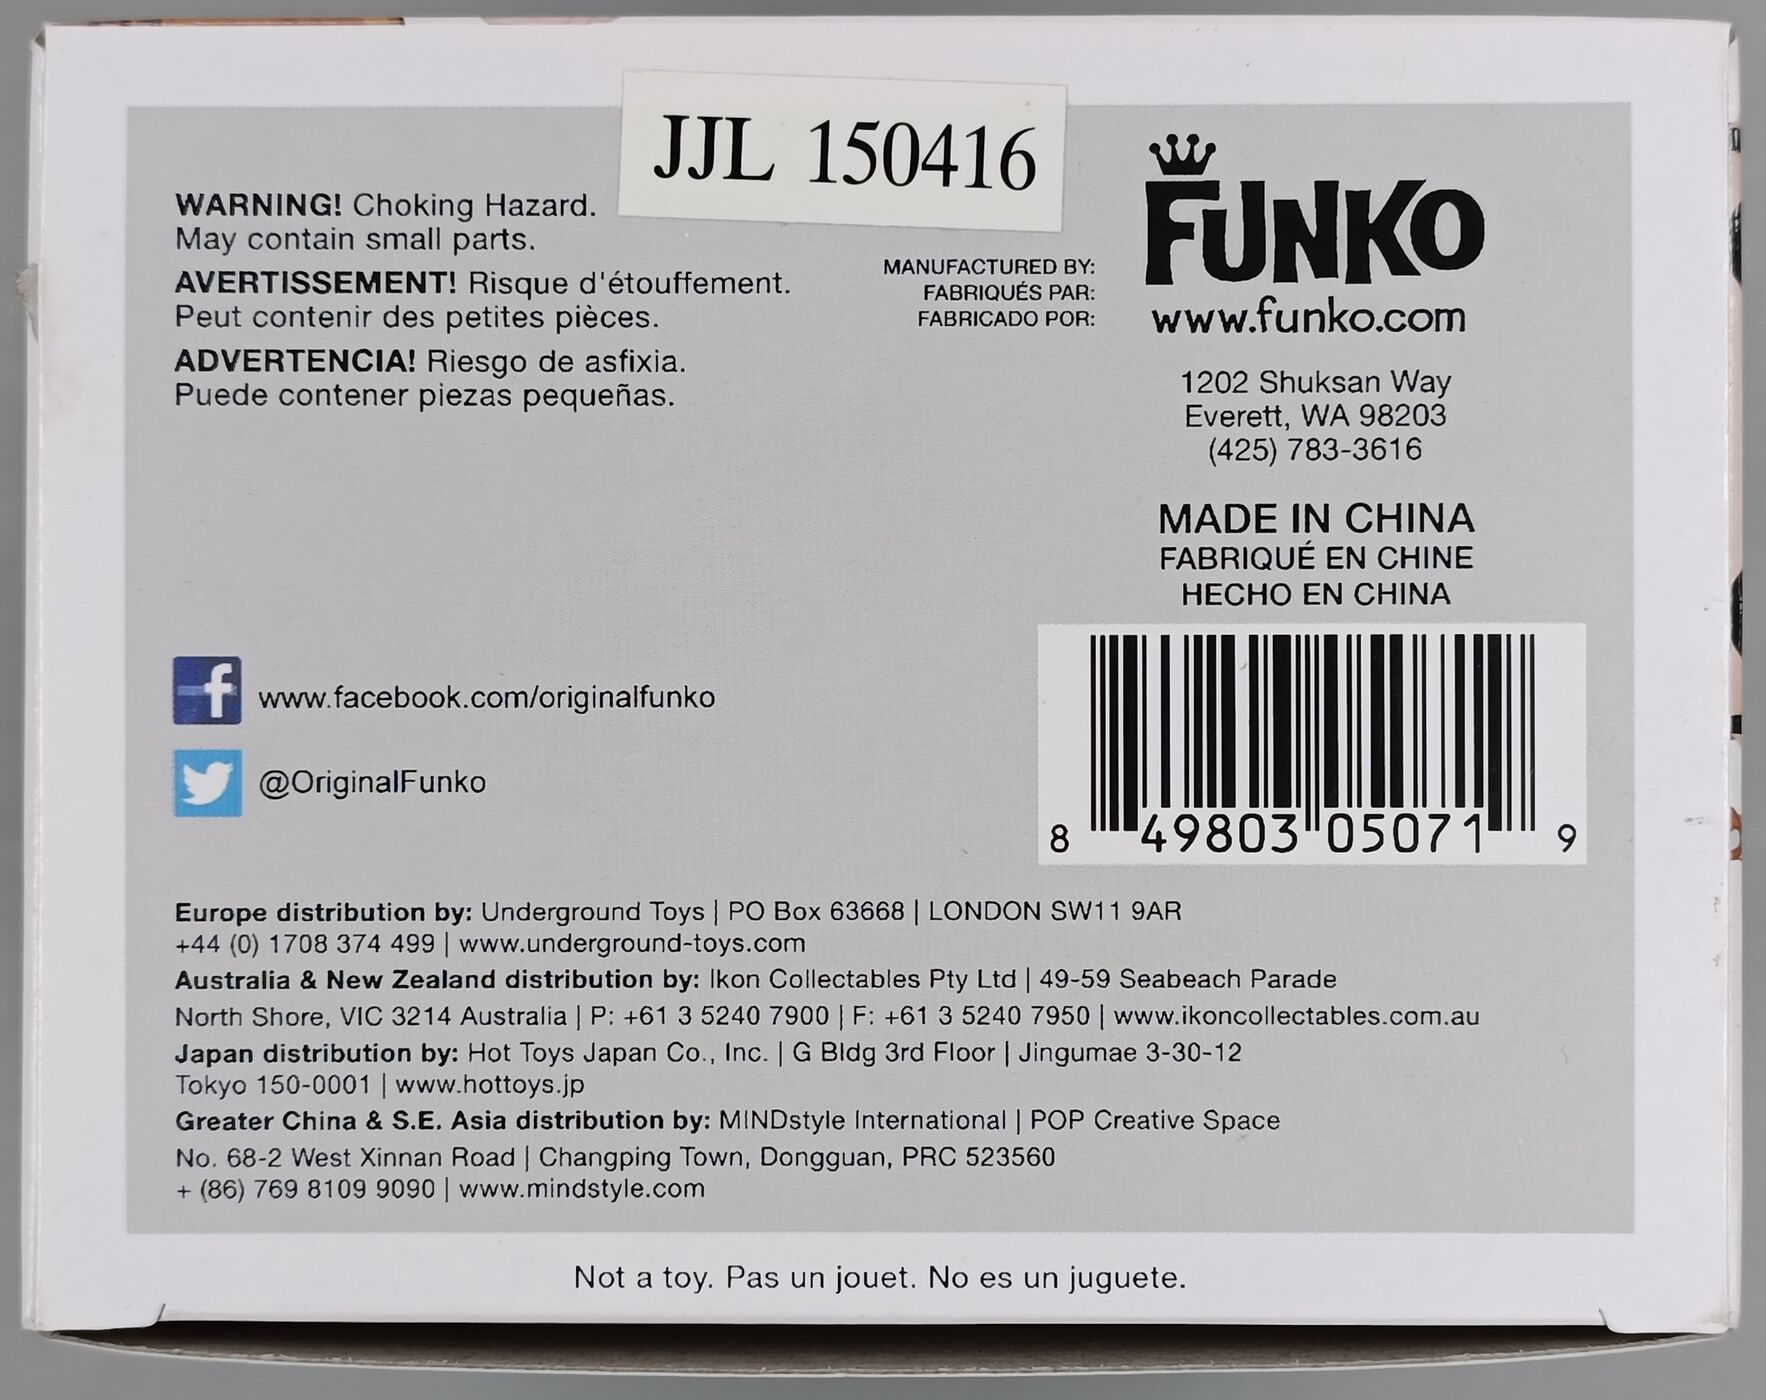 JJL 150416
WARNING! Choking Hazard.
May contain small parts.
AVERTISSEMENT! Risque d'étouffement.
Peut contenir des petites pièces.
ADVERTENCIA! Riesgo de asfixia.
Puede contener piezas pequeñas.
MANUFACTURED BY:
FABRIQUÉS PAR:
FABRICADO POR:
FUNKO
www.funko.com
1202 Shuksan Way
Everett, WA 98203
(425) 783-3616
MADE IN CHINA
FABRIQUÉ EN CHINE
HECHO EN CHINA
www.facebook.com/originalfunko
@OriginalFunko
8 49803 05071 9
Europe distribution by: Underground Toys | PO Box 63668 | LONDON SW11 9AR
+44 (0) 1708 374 499 | www.underground-toys.com
Australia & New Zealand distribution by: Ikon Collectables Pty Ltd | 49-59 Seabeach Parade
North Shore, VIC 3214 Australia | P: +61 3 5240 7900 | F: +61 3 5240 7950 | www.ikoncollectables.com.au
Japan distribution by: Hot Toys Japan Co., Inc. | G Bldg 3rd Floor | Jingumae 3-30-12
Tokyo 150-0001 | www.hottoys.jp
Greater China & S.E. Asia distribution by: MINDstyle International | POP Creative Space
No. 68-2 West Xinnan Road | Changping Town, Dongguan, PRC 523560
+ (86) 769 8109 9090 | www.mindstyle.com
Not a toy. Pas un jouet. No es un juguete.